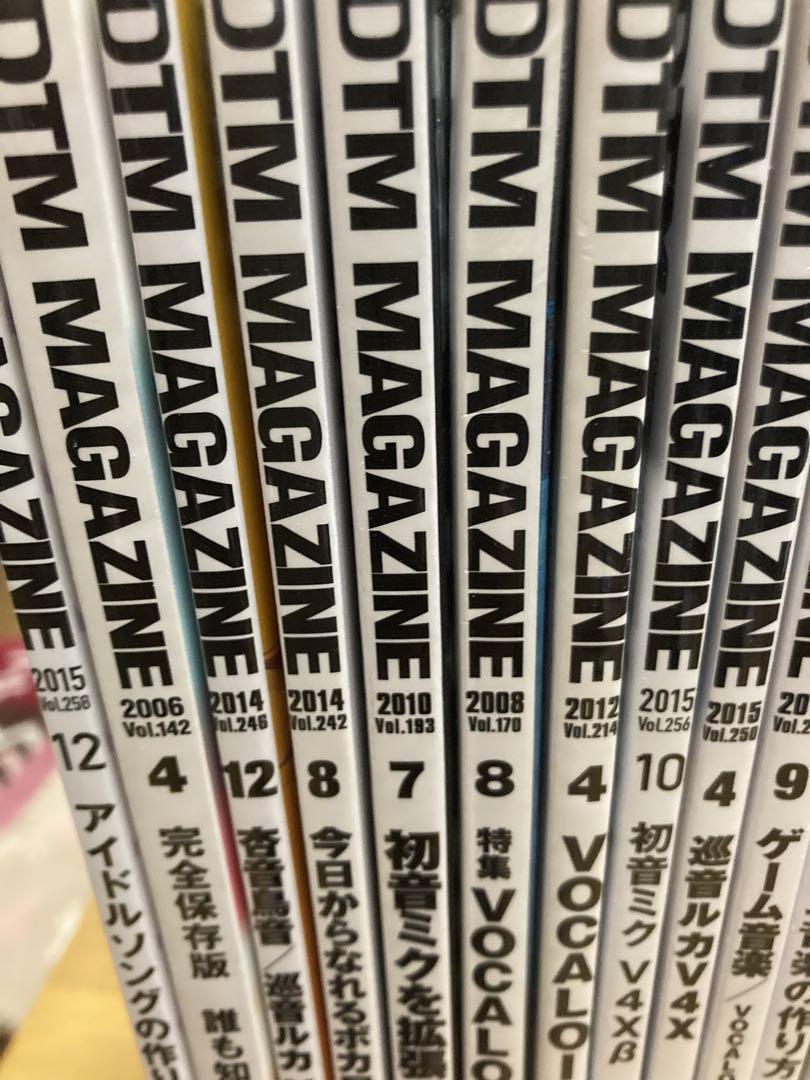 AGAZINE
2015
Vol.258
12
アイドルソングの作り
DTM MAGAZINE
2006
Vol.142
4
完全保存版 誰も知
DTM MAGAZINE
2014
Vol.246
12
杏音鳥音/巡音ルカ
DTM MAGAZINE
2014
Vol.242
8
今日からなれるボカ
DTM MAGAZINE
2010
Vol.193
7
初音ミクを拡張
DTM MAGAZINE
2008
Vol.170
8
特集 VOCALO
DTM MAGAZINE
2012
Vol.214
4
VOCALOI
DTM MAGAZINE
2015
Vol.256
10
初音ミク V4Xβ
DTM MAGAZINE
2015
Vol.250
4
巡音ルカV4X
MAGAZINE
9
ゲーム音楽/VOCAL
音楽の作り方